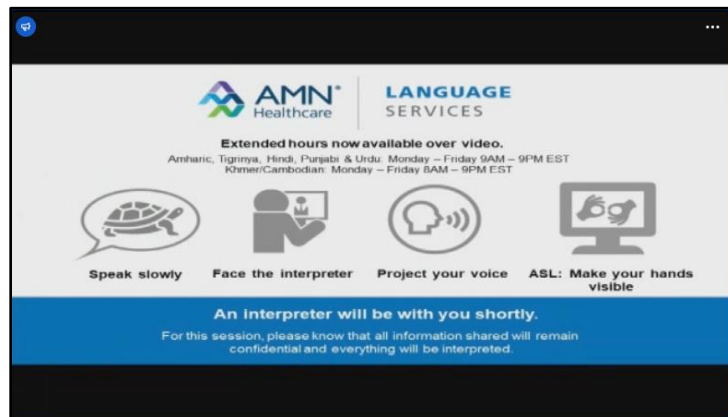 AMN®
Healthcare
LANGUAGE
SERVICES
Extended hours now available over video.
Amharic, Tigrinya, Hindi, Punjabi & Urdu: Monday – Friday 9AM – 9PM EST
Khmer/Cambodian: Monday – Friday 8AM – 9PM EST
Speak slowly
Face the interpreter
Project your voice
ASL: Make your hands
visible
An interpreter will be with you shortly.
For this session, please know that all information shared will remain
confidential and everything will be interpreted.